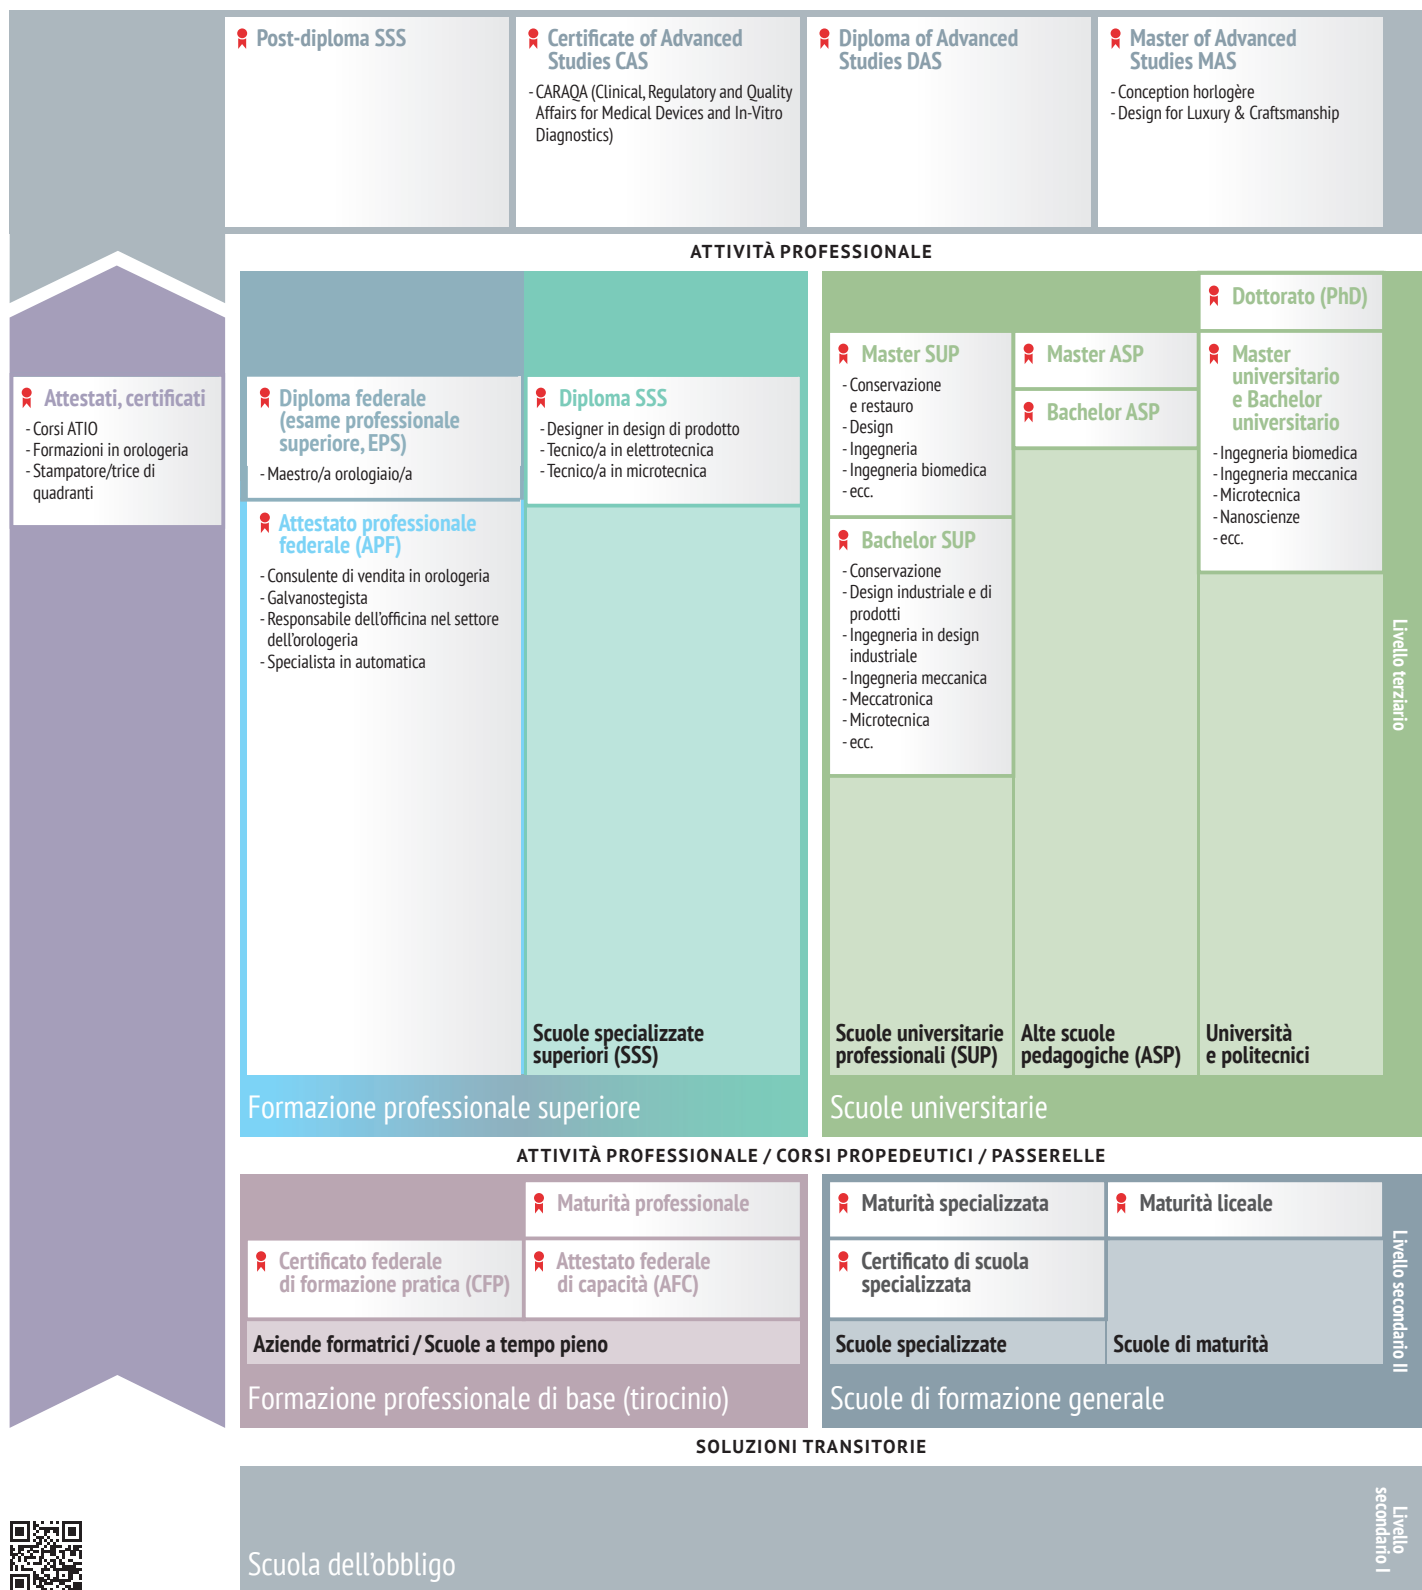 Post-diploma SSS
Certificate of Advanced
Studies CAS
- CARAQA (Clinical, Regulatory and Quality
Affairs for Medical Devices and In-Vitro
Diagnostics)
Diploma of Advanced
Studies DAS
Master of Advanced
Studies MAS
- Conception horlogère
- Design for Luxury & Craftsmanship
ATTIVITÀ PROFESSIONALE
Attestati, certificati
- Corsi ATIO
- Formazioni in orologeria
- Stampatore/trice di
quadranti
Diploma federale
(esame professionale
superiore, EPS)
- Maestro/a orologiaio/a
Attestato professionale
federale (APF)
- Consulente di vendita in orologeria
- Galvanostegista
- Responsabile dell'officina nel settore
dell'orologeria
- Specialista in automatica
Diploma SSS
- Designer in design di prodotto
- Tecnico/a in elettrotecnica
- Tecnico/a in microtecnica
Scuole specializzate
superiori (SSS)
Formazione professionale superiore
Master SUP
- Conservazione
e restauro
- Design
- Ingegneria
- Ingegneria biomedica
- ecc.
Bachelor SUP
- Conservazione
- Design industriale e di
prodotti
- Ingegneria in design
industriale
- Ingegneria meccanica
- Meccatronica
- Microtecnica
- ecc.
Scuole universitarie
professionali (SUP)
Master ASP
Bachelor ASP
Alte scuole
pedagogiche (ASP)
Dottorato (PhD)
Master
universitario
e Bachelor
universitario
- Ingegneria biomedica
- Ingegneria meccanica
- Microtecnica
- Nanoscienze
- ecc.
Università
e politecnici
Scuole universitarie
Livello terziario
ATTIVITÀ PROFESSIONALE / CORSI PROPEDEUTICI / PASSERELLE
Maturità professionale
Certificato federale
di formazione pratica (CFP)
Attestato federale
di capacità (AFC)
Aziende formatrici / Scuole a tempo pieno
Formazione professionale di base (tirocinio)
Maturità specializzata
Maturità liceale
Certificato di scuola
specializzata
Scuole specializzate
Scuole di maturità
Scuole di formazione generale
Livello secondario II
SOLUZIONI TRANSITORIE
Scuola dell'obbligo
Livello
secondario I